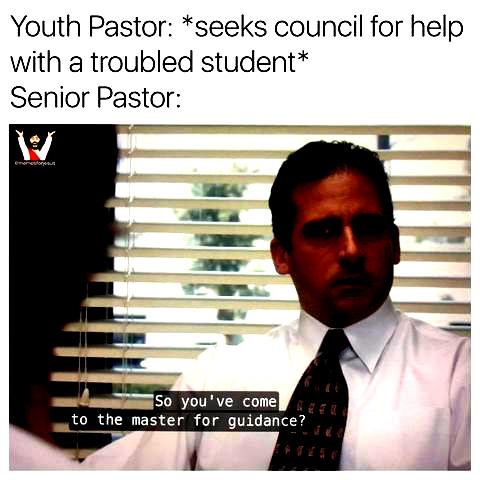 Youth Pastor: *seeks council for help
with a troubled student*
Senior Pastor:
@memesforjesus
So you've come
to the master for guidance?